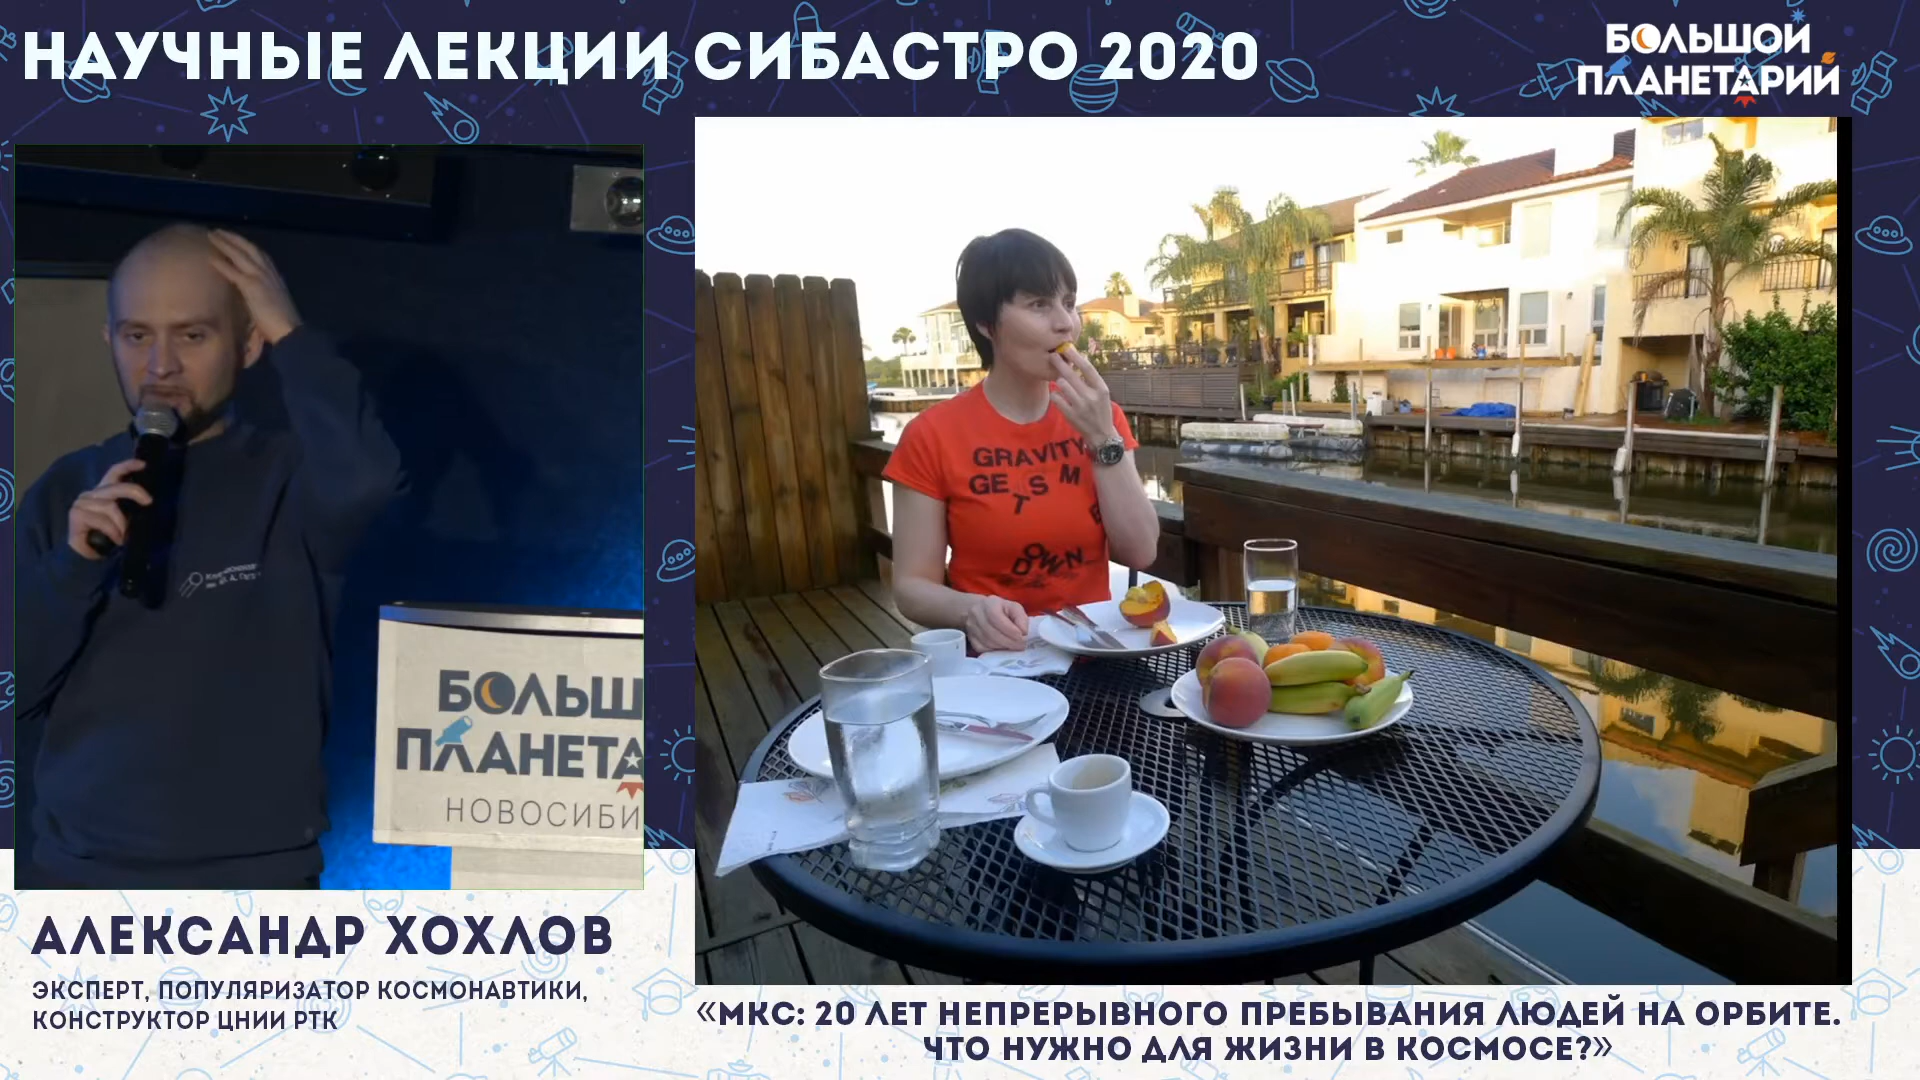 НАУЧНЫЕ ЛЕКЦИИ СИБАСТРО 2020
БОЛЬШОЙ
ПЛАНЕТАРИЙ
GRAVITY
GETS M
E
DOWN
БОЛЬШ
ПЛАНЕТА
НОВОСИБИ
АЛЕКСАНДР ХОХЛОВ
ЭКСПЕРТ, ПОПУЛЯРИЗАТОР КОСМОНАВТИКИ,
КОНСТРУКТОР ЦНИИ РТК
«МКС: 20 ЛЕТ НЕПРЕРЫВНОГО ПРЕБЫВАНИЯ ЛЮДЕЙ НА ОРБИТЕ.
ЧТО НУЖНО ДЛЯ ЖИЗНИ В КОСМОСЕ?»